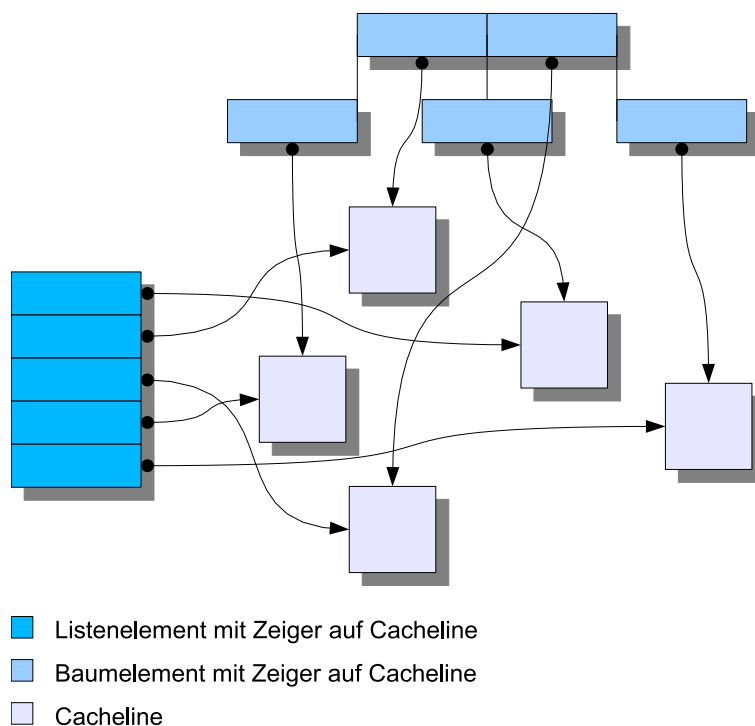 Listenelement mit Zeiger auf Cacheline
Baumelement mit Zeiger auf Cacheline
Cacheline